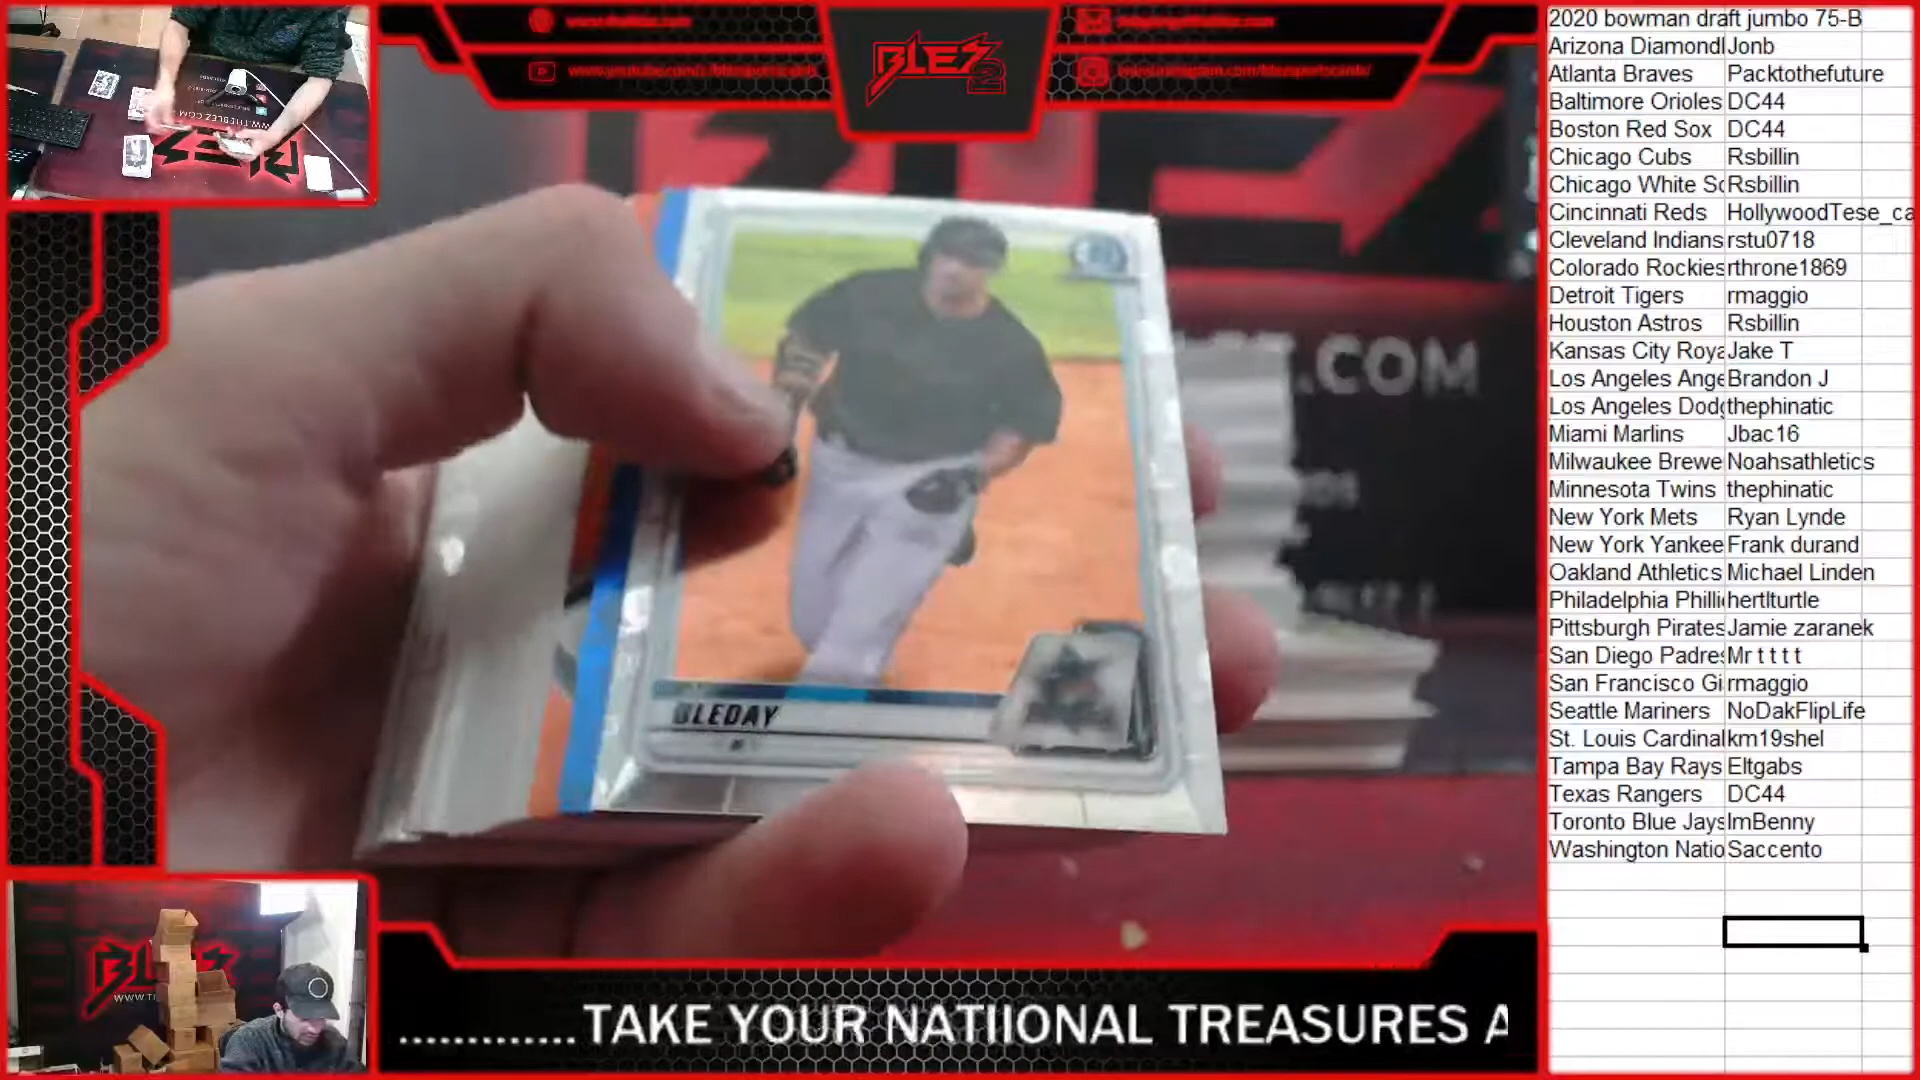 BLEZ
2
.COM
BLEDAY
............TAKE YOUR NATIIONAL TREASURES A
2020 bowman draft jumbo 75-B
Arizona Diamond Jonb
Atlanta Braves Packtothefuture
Baltimore Orioles DC44
Boston Red Sox DC44
Chicago Cubs Rsbillin
Chicago White So Rsbillin
Cincinnati Reds HollywoodTese_ca
Cleveland Indians rstu0718
Colorado Rockies rthrone1869
Detroit Tigers rmaggio
Houston Astros Rsbillin
Kansas City Roya Jake T
Los Angeles Ange Brandon J
Los Angeles Dodg thephinatic
Miami Marlins Jbac16
Milwaukee Brewe Noahsathletics
Minnesota Twins thephinatic
New York Mets Ryan Lynde
New York Yankee Frank durand
Oakland Athletics Michael Linden
Philadelphia Philli hertlturtle
Pittsburgh Pirates Jamie zaranek
San Diego Padres Mr t t t t
San Francisco Gi rmaggio
Seattle Mariners NoDakFlipLife
St. Louis Cardinal km19shel
Tampa Bay Rays Eltgabs
Texas Rangers DC44
Toronto Blue Jays ImBenny
Washington Natio Saccento